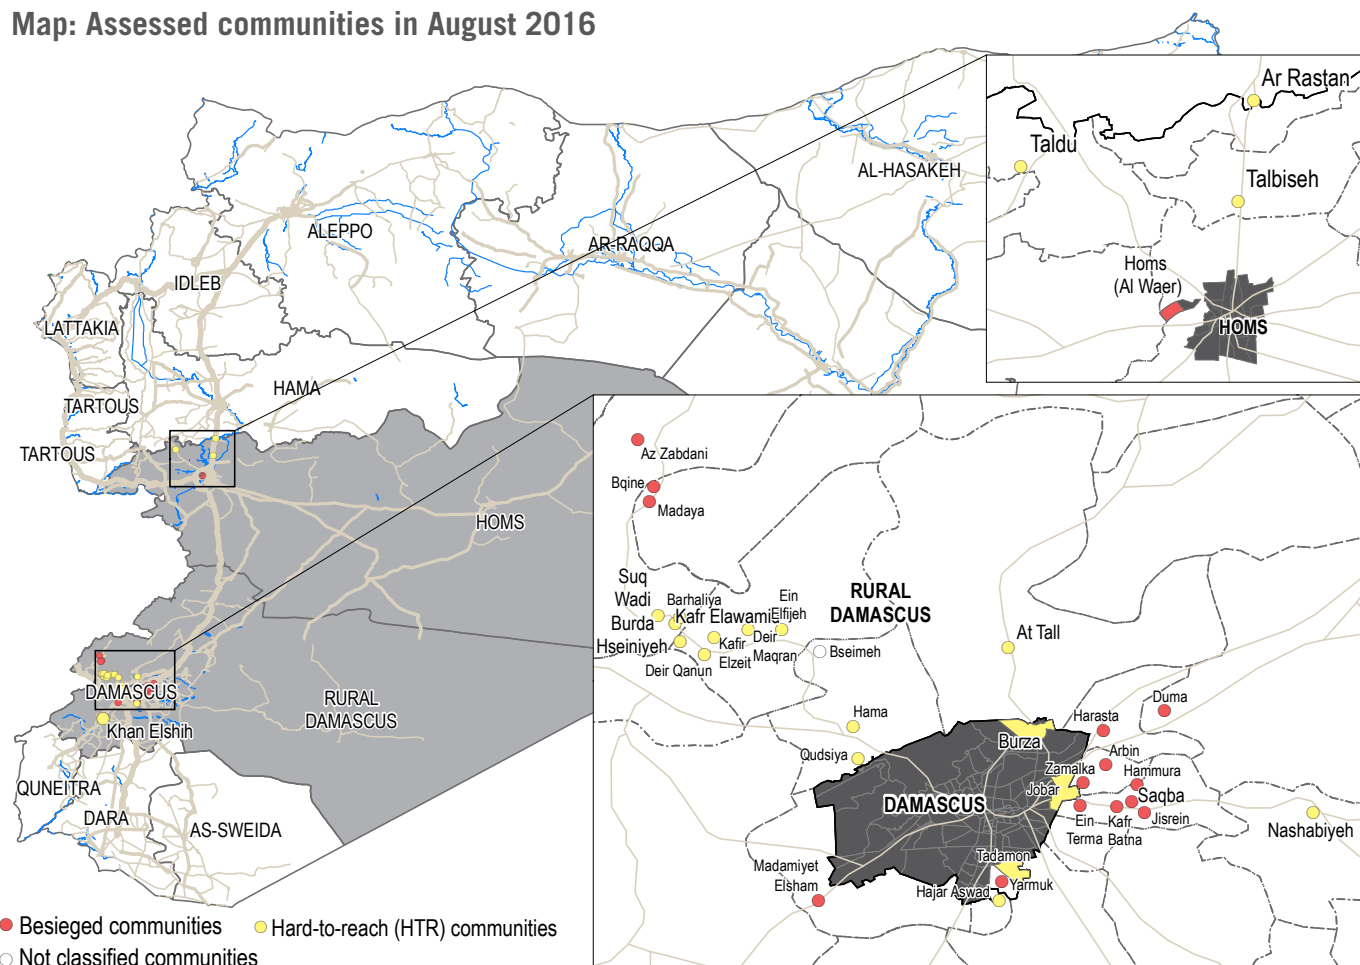 Map: Assessed communities in August 2016
Ar Rastan
Taldu
AL-HASAKEH
Talbiseh
ALEPPO
AR-RAQQA
Homs
(Al Waer)
IDLEB
LATTAKIA
HOMS
HAMA
TARTOUS
TARTOUS
Az Zabdani
Bqine
Madaya
HOMS
Suq
Wadi
Burda
Barhaliya
Kafr Elawami
Ein
Elfijeh
RURAL
DAMASCUS
Hseiniyeh
Kafir
Elzeit
Deir
Maqran
Bseimeh
At Tall
Deir Qanun
DAMASCUS
RURAL
DAMASCUS
Khan Elshih
Duma
Hama
Harasta
Burza
Arbin
Qudsiya
Zamalka
Hammura
Jobar
Saqba
DAMASCUS
Ein
Terma
Kafr
Batna
Jisrein
Nashabiyeh
QUNEITRA
DARA
AS-SWEIDA
Madamiyet
Elsham
Tadamon
Hajar Aswad
Yarmuk
Besieged communities
Hard-to-reach (HTR) communities
Not classified communities